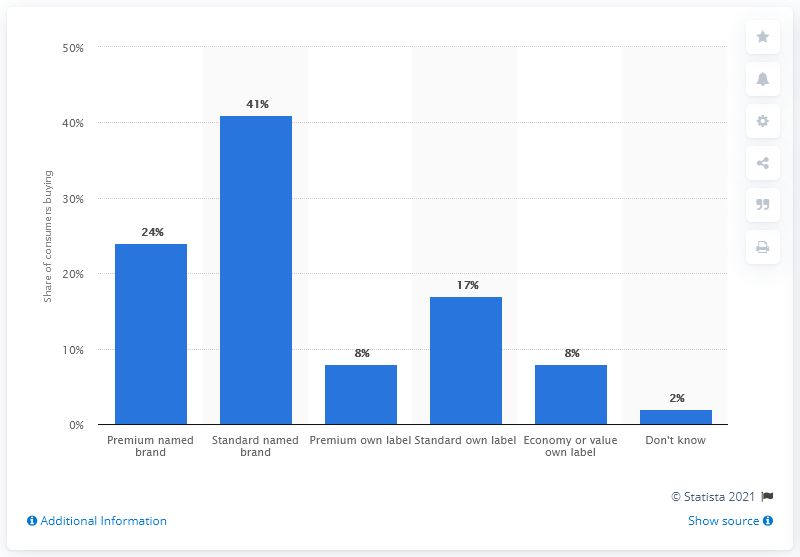 50%
40%
30%
20%
10%
0%
Share of consumers buying
24%
41%
8%
17%
8%
2%
Premium named
brand
Standard named
brand
Premium own label
Standard own label
Economy or value
own label
Don't know
© Statista 2021
Additional Information
Show source